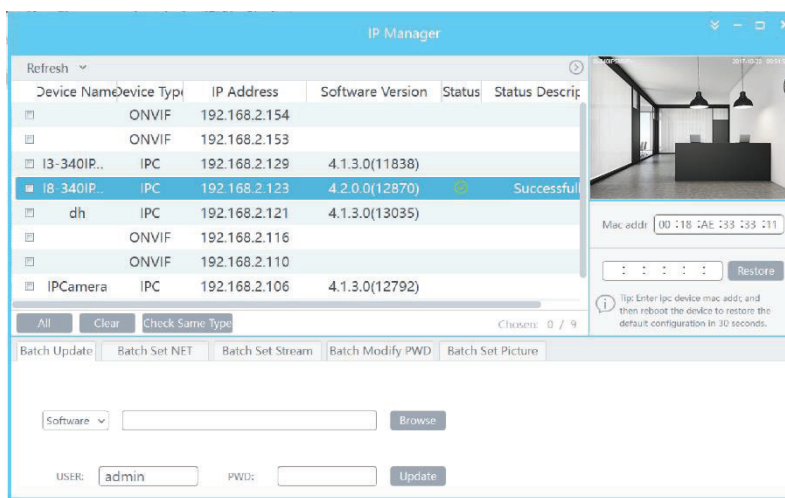 IP Manager
Refresh
Device Name Device Type IP Address Software Version Status Status Descrip
ONVIF 192.168.2.154
ONVIF 192.168.2.153
I3-340IP... IPC 192.168.2.129 4.1.3.0(11838)
I8-340IP... IPC 192.168.2.123 4.2.0.0(12870) Successfull
dh IPC 192.168.2.121 4.1.3.0(13035)
ONVIF 192.168.2.116
ONVIF 192.168.2.110
IPCamera IPC 192.168.2.106 4.1.3.0(12792)
All Clear Check Same Type Chosen: 0 / 9
Mac addr 00 :18 :AE :33 :33 :11
: : : : : Restore
Tip: Enter ipc device mac addr, and
then reboot the device to restore the
default configuration in 30 seconds.
Batch Update Batch Set NET Batch Set Stream Batch Modify PWD Batch Set Picture
Software Browse
USER: admin PWD: Update